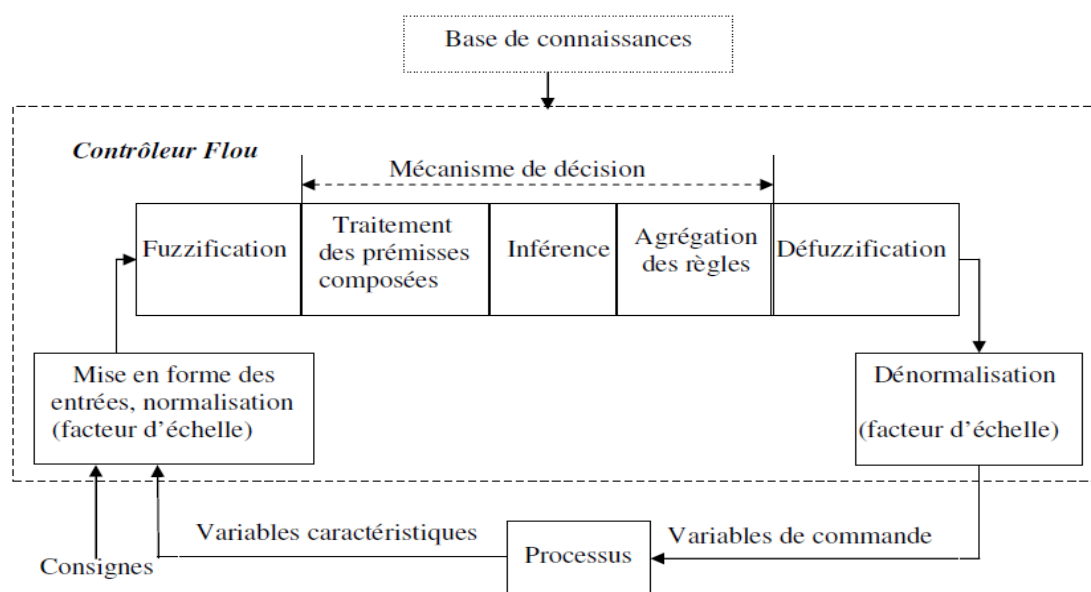 Base de connaissances
Contrôleur Flou
Mécanisme de décision
Fuzzification
Traitement
des prémisses
composées
Inférence
Agrégation
des règles
Défuzzification
Mise en forme des
entrées, normalisation
(facteur d'échelle)
Dénormalisation
(facteur d'échelle)
Variables caractéristiques
Variables de commande
Processus
Consignes